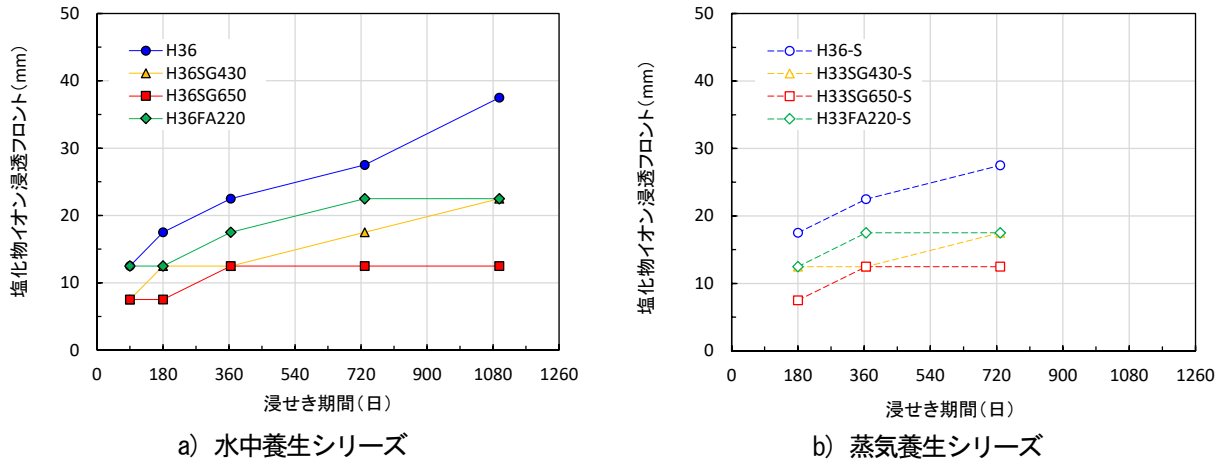 50
40
30
20
10
0
塩化物イオン浸透フロント(mm)
H36
H36SG430
H36SG650
H36FA220
0 180 360 540 720 900 1080 1260
浸せき期間(日)
a) 水中養生シリーズ
50
40
30
20
10
0
塩化物イオン浸透フロント(mm)
H36-S
H33SG430-S
H33SG650-S
H33FA220-S
0 180 360 540 720 900 1080 1260
浸せき期間(日)
b) 蒸気養生シリーズ